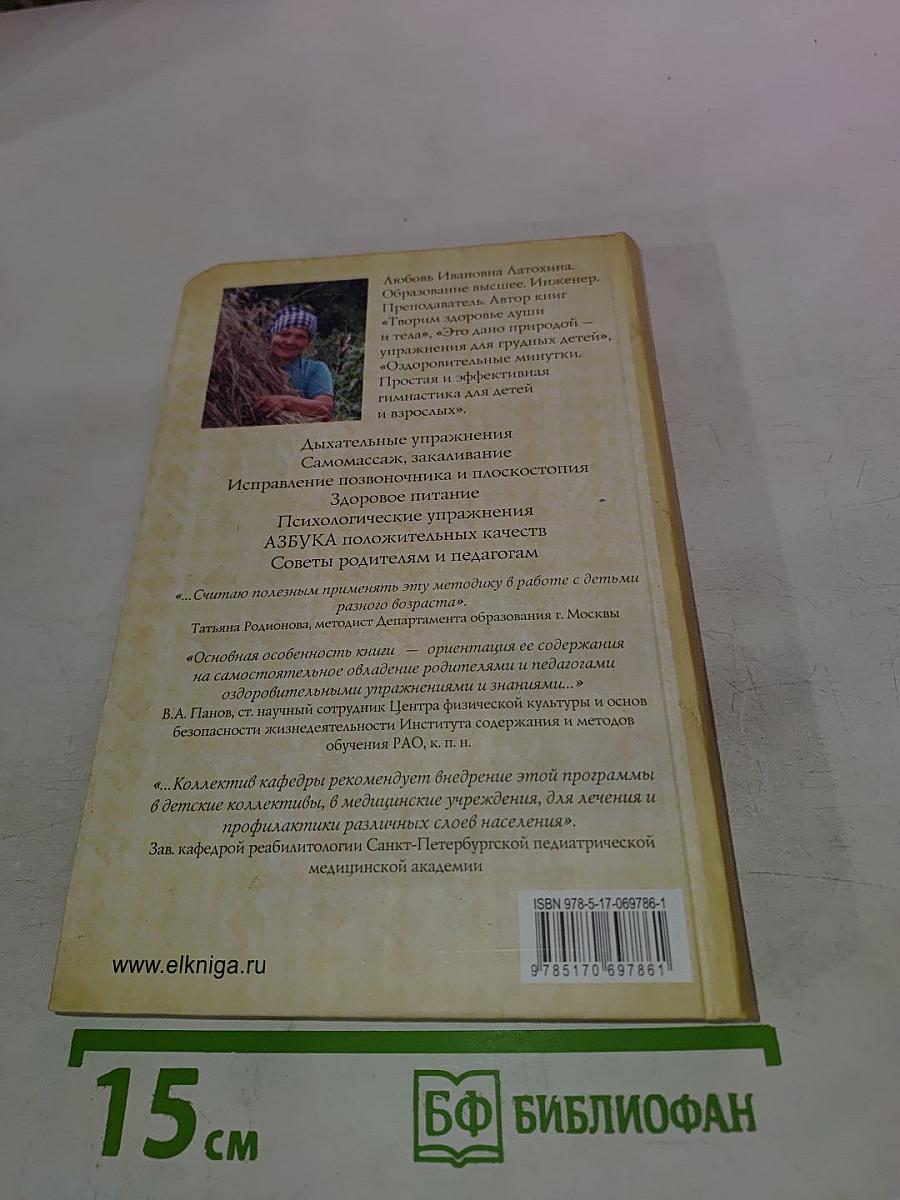 Любовь Ивановна Латохина.
Образование высшее. Инженер.
Преподаватель. Автор книг
«Творим здоровье души
и тела», «Это дано природой —
упражнения для грудных детей»,
«Оздоровительные минутки.
Простая и эффективная
гимнастика для детей
и взрослых».
Дыхательные упражнения
Самомассаж, закаливание
Исправление позвоночника и плоскостопия
Здоровое питание
Психологические упражнения
АЗБУКА положительных качеств
Советы родителям и педагогам
«...Считаю полезным применять эту методику в работе с детьми
разного возраста».
Татьяна Родионова, методист Департамента образования г. Москвы
«Основная особенность книги — ориентация ее содержания
на самостоятельное овладение родителями и педагогами
оздоровительными упражнениями и знаниями...»
В.А. Панов, ст. научный сотрудник Центра физической культуры и основ
безопасности жизнедеятельности Института содержания и методов
обучения РАО, к. п. н.
«...Коллектив кафедры рекомендует внедрение этой программы
в детские коллективы, в медицинские учреждения, для лечения и
профилактики различных слоев населения».
Зав. кафедрой реабилитологии Санкт-Петербургской педиатрической
медицинской академии
ISBN 978-5-17-069786-1
9 785170 697861
www.elkniga.ru
15 см
БФ БИБЛИОФАН